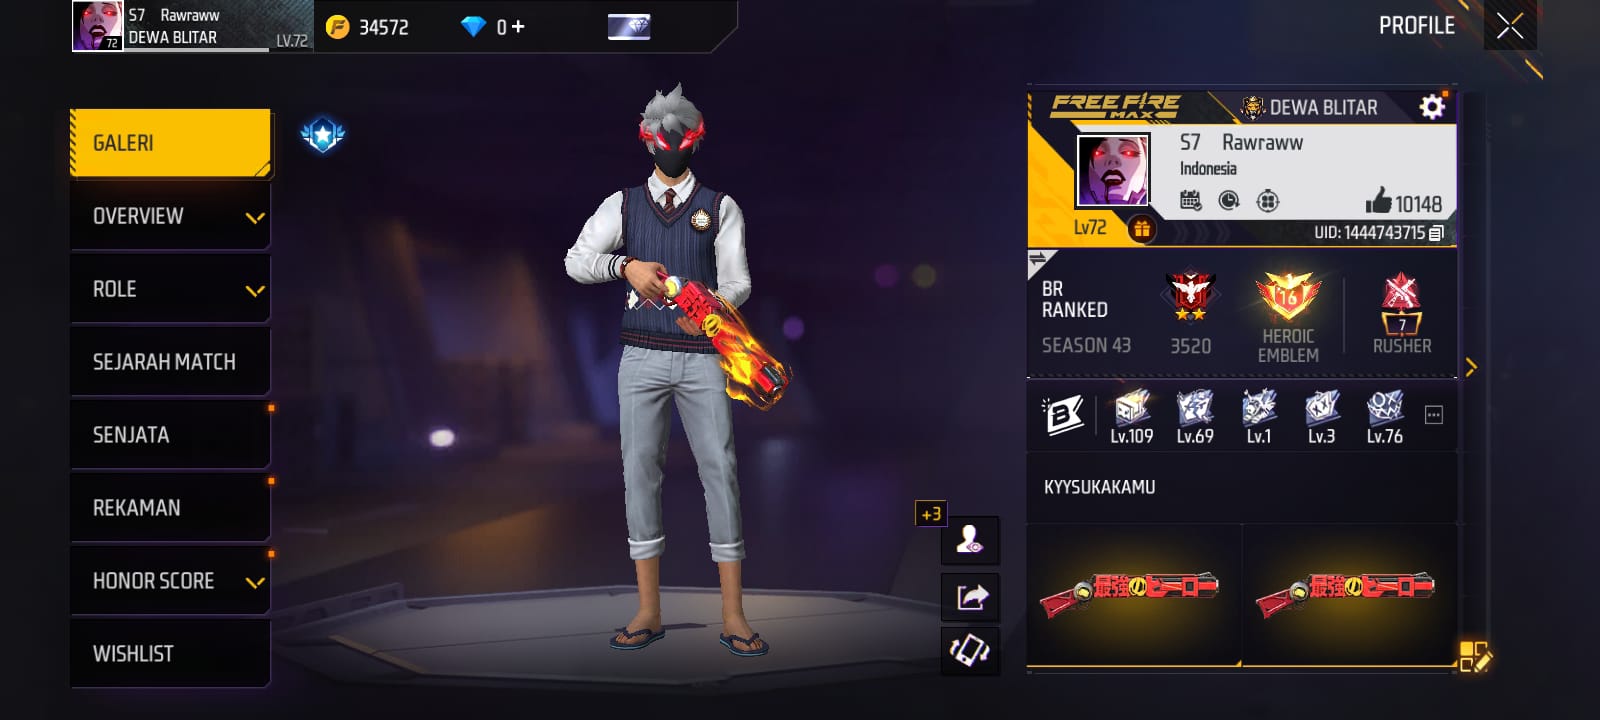 S7 Rawraww
DEWA BLITAR
72
LV.72
F 34572
0 +
PROFILE
GALERI
OVERVIEW
ROLE
SEJARAH MATCH
SENJATA
REKAMAN
HONOR SCORE
WISHLIST
+3
FREE FIRE
MAX
DEWA BLITAR
S7 Rawraww
Indonesia
10148
Lv72
UID: 1444743715
BR
RANKED
SEASON 43
3520
16
HEROIC
EMBLEM
7
RUSHER
B
Lv.109 Lv.69 Lv.1 Lv.3 Lv.76
KYYSUKAKAMU
最強ヒーロー
最強ヒーロー